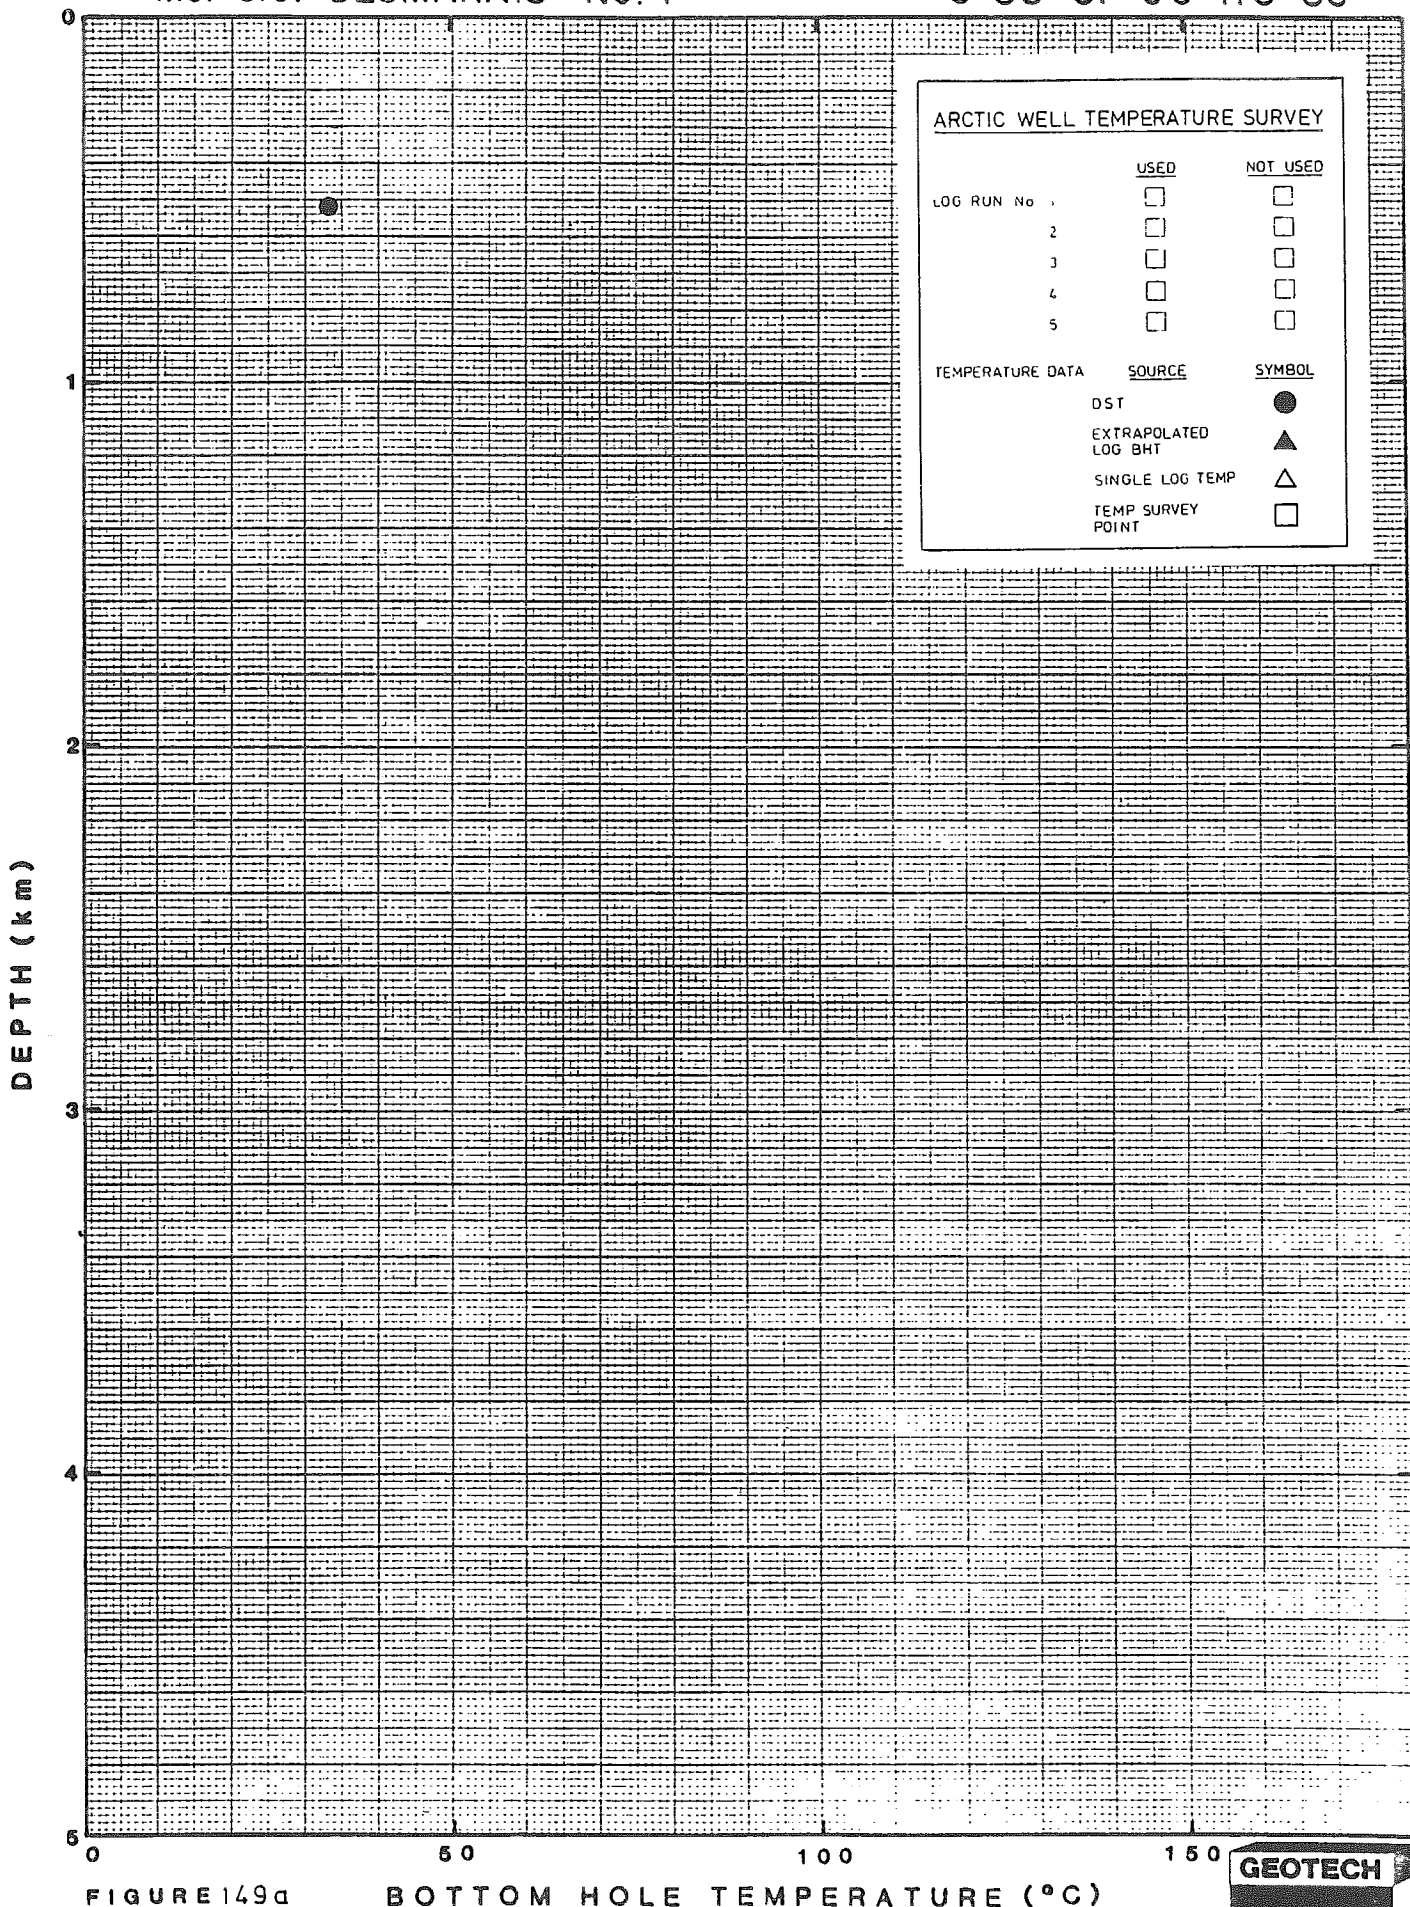 0
ARCTIC WELL TEMPERATURE SURVEY
USED NOT USED
LOG RUN No
2
3
4
5
TEMPERATURE DATA SOURCE SYMBOL
DST
EXTRAPOLATED
LOG BHT
SINGLE LOG TEMP
TEMP SURVEY
POINT
1
2
DEPTH (km)
3
4
5
0 50 100 150
GEOTECH
FIGURE 149a BOTTOM HOLE TEMPERATURE (°C)